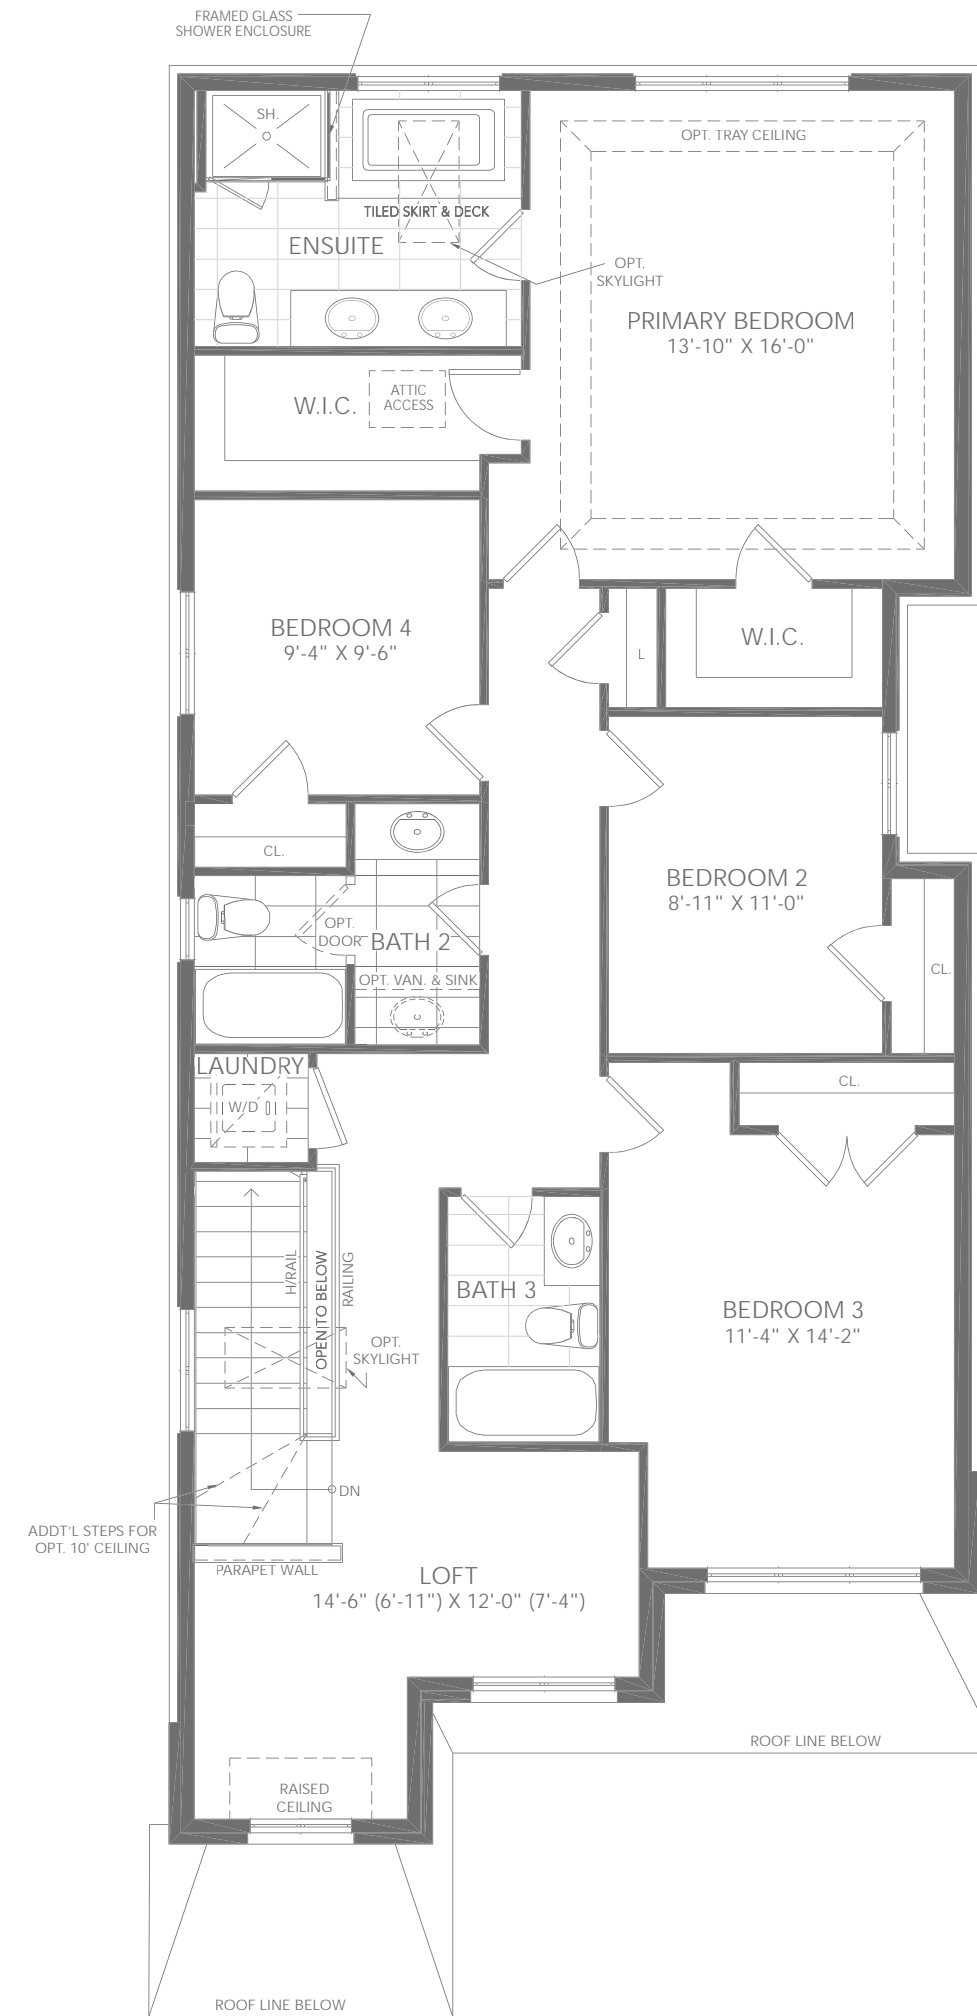 FRAMED GLASS
SHOWER ENCLOSURE
SH.
OPT. TRAY CEILING
TILED SKIRT & DECK
ENSUITE
OPT.
SKYLIGHT
PRIMARY BEDROOM
13'-10" X 16'-0"
W.I.C.
ATTIC
ACCESS
BEDROOM 4
9'-4" X 9'-6"
L
W.I.C.
CL.
BEDROOM 2
8'-11" X 11'-0"
OPT.
DOOR
BATH 2
CL.
OPT. VAN. & SINK
LAUNDRY
W/D
CL.
H/RAIL
OPEN TO BELOW
RAILING
BATH 3
BEDROOM 3
11'-4" X 14'-2"
OPT.
SKYLIGHT
DN
ADDT'L STEPS FOR
OPT. 10' CEILING
PARAPET WALL
LOFT
14'-6" (6'-11") X 12'-0" (7'-4")
ROOF LINE BELOW
RAISED
CEILING
ROOF LINE BELOW